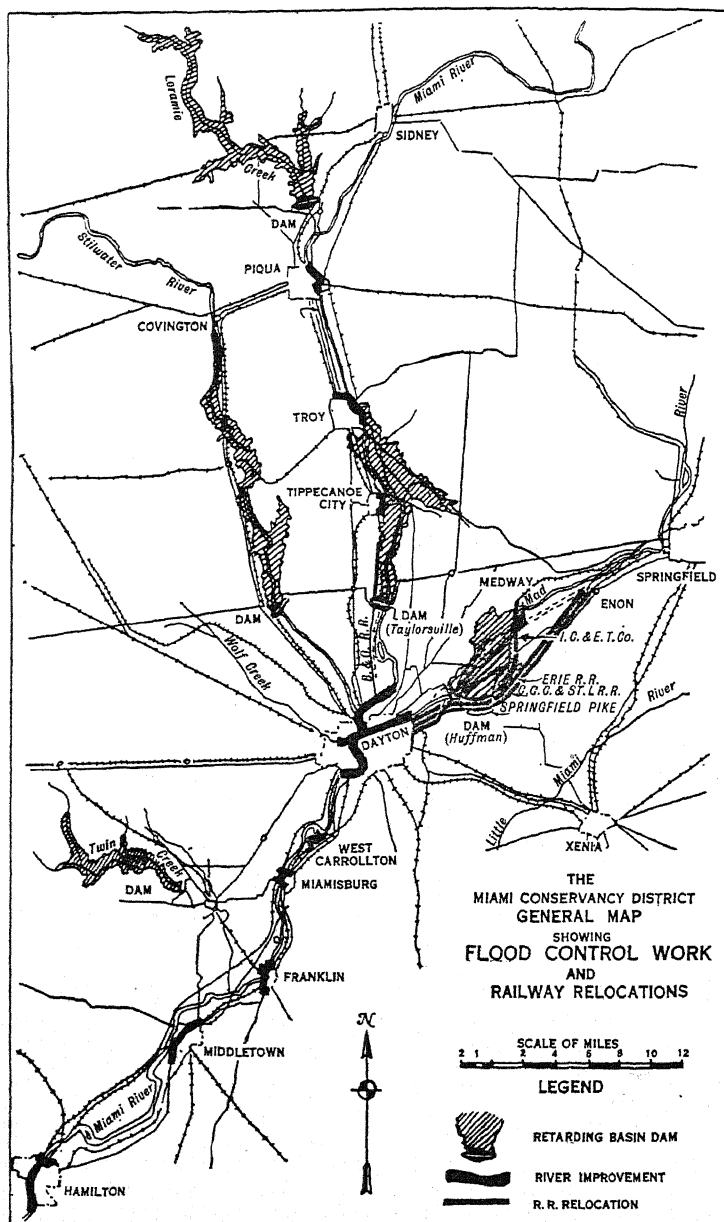 Loramie
Creek
Miami River
SIDNEY
DAM
Stillwater
River
PIQUA
COVINGTON
TROY
River
TIPPECANOE
CITY
MEDWAY
Mad
SPRINGFIELD
ENON
DAM
DAM
(Taylorsville)
B. & O. R. R.
I. C. & E. T. Co.
Wolf Creek
ERIE R.R.
C.C.C. & ST. L R.R.
SPRINGFIELD PIKE
River
DAYTON
DAM
(Huffman)
Little
Miami
XENIA
Twin
Creek
DAM
WEST
CARROLLTON
MIAMISBURG
FRANKLIN
MIDDLETOWN
Miami River
HAMILTON
THE
MIAMI CONSERVANCY DISTRICT
GENERAL MAP
SHOWING
FLOOD CONTROL WORK
AND
RAILWAY RELOCATIONS
N
SCALE OF MILES
2 1 2 4 6 8 10 12
LEGEND
RETARDING BASIN DAM
RIVER IMPROVEMENT
R.R. RELOCATION